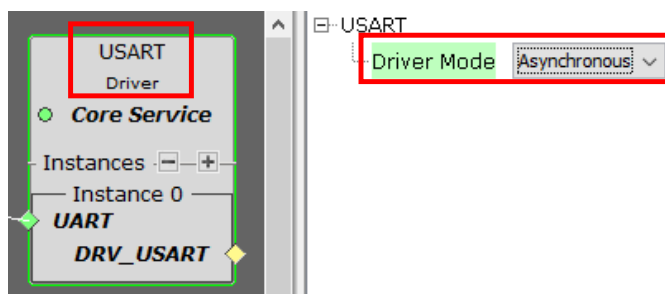 USART
Driver
Core Service
Instances
Instance 0
UART
DRV_USART
USART
Driver Mode Asynchronous